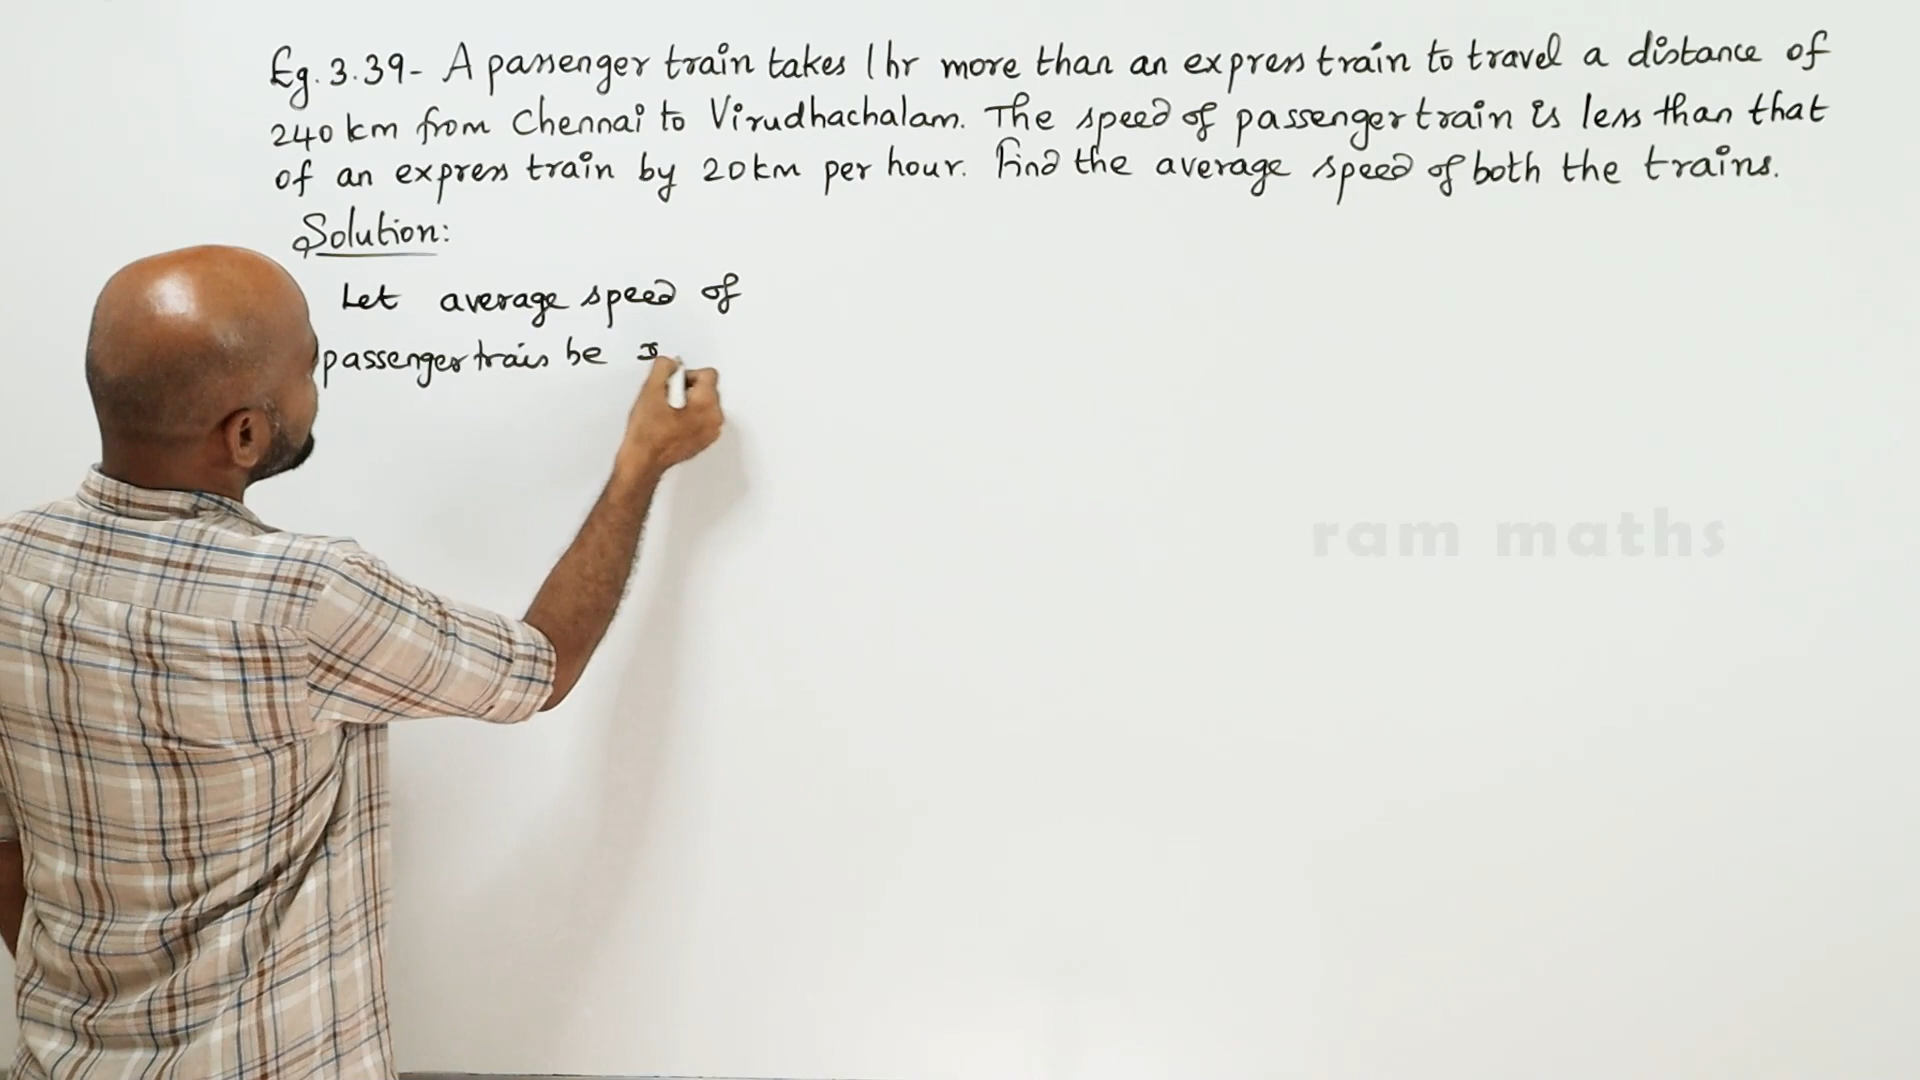 Eg. 3.39- A passenger train takes 1hr more than an express train to travel a distance of
240 km from Chennai to Virudhachalam. The speed of passenger train is less than that
of an express train by 20km per hour. Find the average speed of both the trains.
Solution:
Let average speed of
passenger train be x
ram maths